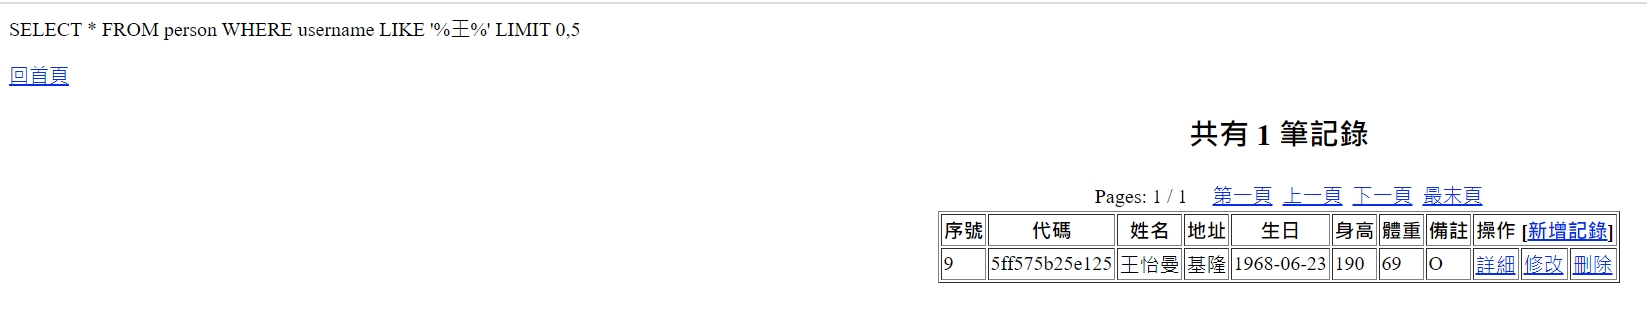 SELECT * FROM person WHERE username LIKE '%王%' LIMIT 0,5
回首頁
共有 1 筆記錄
Pages: 1 / 1 第一頁 上一頁 下一頁 最末頁
序號 代碼 姓名 地址 生日 身高 體重 備註 操作 [新增記錄]
9 5ff575b25e125 王怡曼 基隆 1968-06-23 190 69 O 詳細 修改 刪除